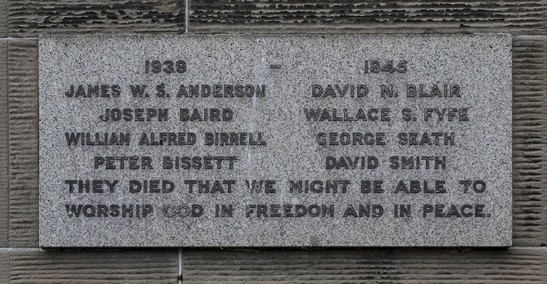 1939 - 1945
JAMES W. S. ANDERSON DAVID N. BLAIR
JOSEPH BAIRD WALLACE S. FYFE
WILLIAM ALFRED BIRRELL GEORGE SEATH
PETER BISSETT DAVID SMITH
THEY DIED THAT WE MIGHT BE ABLE TO
WORSHIP GOD IN FREEDOM AND IN PEACE.